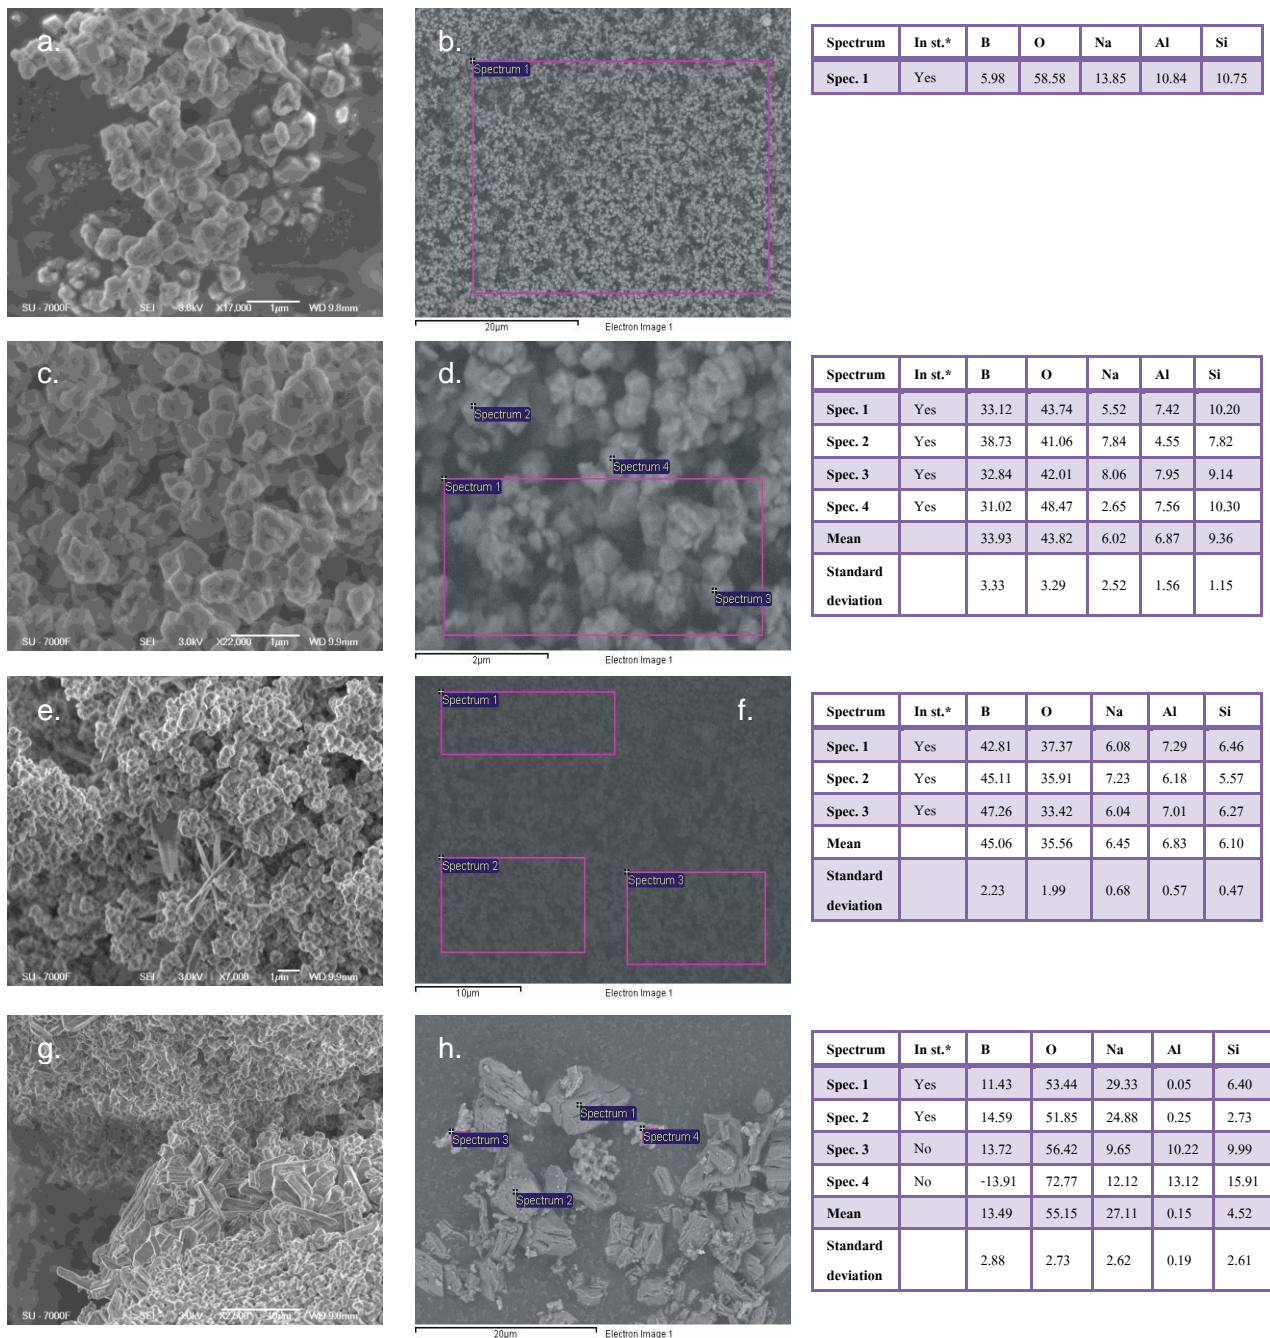 a.
SU - 7000F SEI 3.0kV X17,000 1µm WD 9.8mm
b.
Spectrum 1
20µm Electron Image 1
Spectrum In st.* B O Na Al Si
Spec. 1 Yes 5.98 58.58 13.85 10.84 10.75
c.
SU - 7000F SEI 3.0kV X22,000 1µm WD 9.9mm
d.
Spectrum 2
Spectrum 4
Spectrum 1
Spectrum 3
2µm Electron Image 1
Spectrum In st.* B O Na Al Si
Spec. 1 Yes 33.12 43.74 5.52 7.42 10.20
Spec. 2 Yes 38.73 41.06 7.84 4.55 7.82
Spec. 3 Yes 32.84 42.01 8.06 7.95 9.14
Spec. 4 Yes 31.02 48.47 2.65 7.56 10.30
Mean 33.93 43.82 6.02 6.87 9.36
Standard
deviation 3.33 3.29 2.52 1.56 1.15
e.
SU - 7000F SEI 3.0kV X7,000 1µm WD 9.9mm
f.
Spectrum 1
Spectrum 2
Spectrum 3
10µm Electron Image 1
Spectrum In st.* B O Na Al Si
Spec. 1 Yes 42.81 37.37 6.08 7.29 6.46
Spec. 2 Yes 45.11 35.91 7.23 6.18 5.57
Spec. 3 Yes 47.26 33.42 6.04 7.01 6.27
Mean 45.06 35.56 6.45 6.83 6.10
Standard
deviation 2.23 1.99 0.68 0.57 0.47
g.
SU - 7000F SEI 3.0kV 10µm WD 9.9mm
h.
Spectrum 1
Spectrum 3
Spectrum 4
Spectrum 2
20µm Electron Image 1
Spectrum In st.* B O Na Al Si
Spec. 1 Yes 11.43 53.44 29.33 0.05 6.40
Spec. 2 Yes 14.59 51.85 24.88 0.25 2.73
Spec. 3 No 13.72 56.42 9.65 10.22 9.99
Spec. 4 No -13.91 72.77 12.12 13.12 15.91
Mean 13.49 55.15 27.11 0.15 4.52
Standard
deviation 2.88 2.73 2.62 0.19 2.61